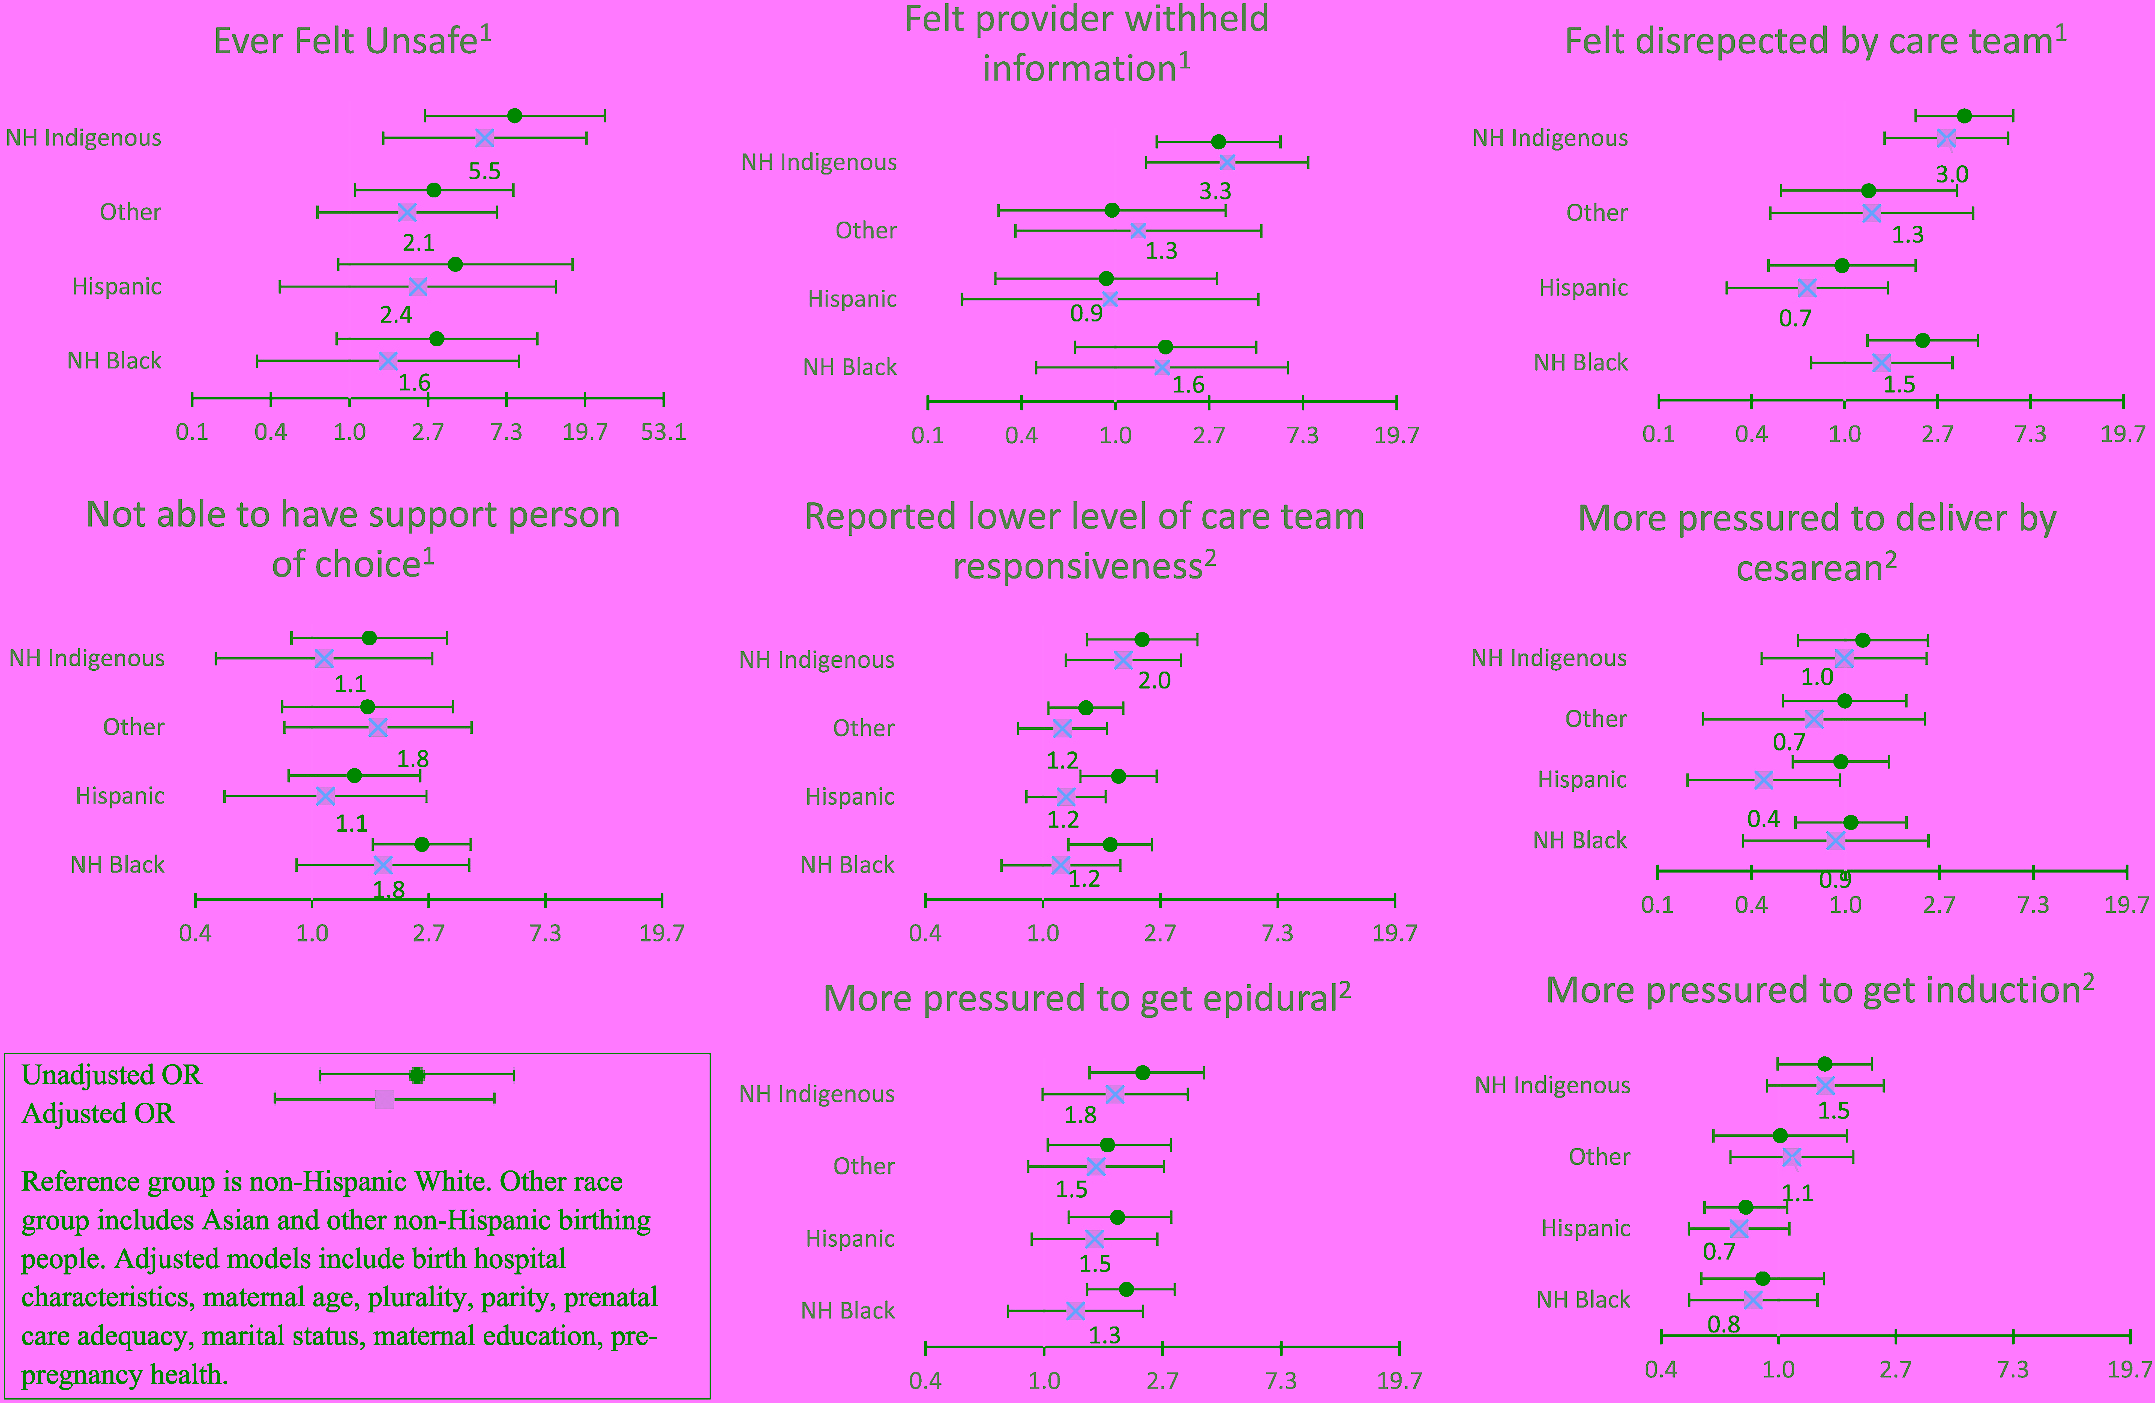 Ever Felt Unsafe1
NH Indigenous
5.5
Other
2.1
Hispanic
2.4
NH Black
1.6
0.1 0.4 1.0 2.7 7.3 19.7 53.1
Felt provider withheld
information1
NH Indigenous
3.3
Other
1.3
Hispanic
0.9
NH Black
1.6
0.1 0.4 1.0 2.7 7.3 19.7
Felt disrepected by care team1
NH Indigenous
3.0
Other
1.3
Hispanic
0.7
NH Black
1.5
0.1 0.4 1.0 2.7 7.3 19.7
Not able to have support person
of choice1
NH Indigenous
1.1
Other
1.8
Hispanic
1.1
NH Black
1.8
0.4 1.0 2.7 7.3 19.7
Reported lower level of care team
responsiveness2
NH Indigenous
2.0
Other
1.2
Hispanic
1.2
NH Black
1.2
0.4 1.0 2.7 7.3 19.7
More pressured to deliver by
cesarean2
NH Indigenous
1.0
Other
0.7
Hispanic
0.4
NH Black
0.9
0.1 0.4 1.0 2.7 7.3 19.7
Unadjusted OR
Adjusted OR
Reference group is non-Hispanic White. Other race
group includes Asian and other non-Hispanic birthing
people. Adjusted models include birth hospital
characteristics, maternal age, plurality, parity, prenatal
care adequacy, marital status, maternal education, pre-
pregnancy health.
More pressured to get epidural2
NH Indigenous
1.8
Other
1.5
Hispanic
1.5
NH Black
1.3
0.4 1.0 2.7 7.3 19.7
More pressured to get induction2
NH Indigenous
1.5
Other
1.1
Hispanic
0.7
NH Black
0.8
0.4 1.0 2.7 7.3 19.7